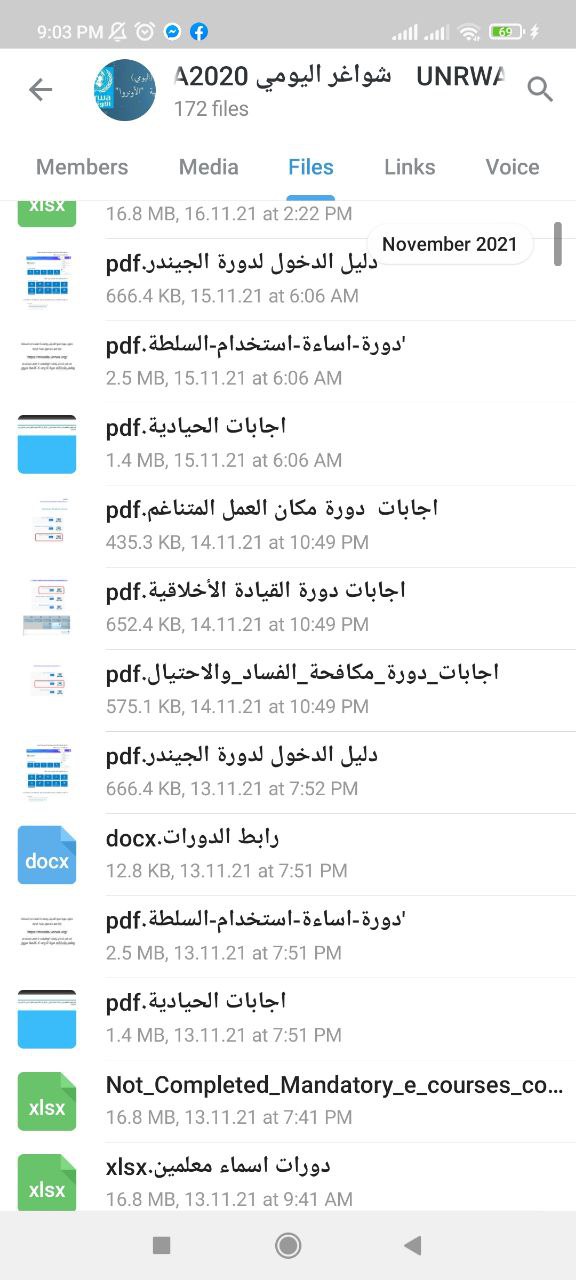 9:03 PM
69
شواغر اليومي UNRWA2020
UNRWA
172 files
Members
Media
Files
Links
Voice
xlsx
16.8 MB, 16.11.21 at 2:22 PM
November 2021
دليل الدخول لدورة الجيندر.pdf
666.4 KB, 15.11.21 at 6:06 AM
'دورة-اساءة-استخدام-السلطة.pdf
2.5 MB, 15.11.21 at 6:06 AM
اجابات الحيادية.pdf
1.4 MB, 15.11.21 at 6:06 AM
اجابات دورة مكان العمل المتناغم.pdf
435.3 KB, 14.11.21 at 10:49 PM
اجابات دورة القيادة الأخلاقية.pdf
652.4 KB, 14.11.21 at 10:49 PM
اجابات_دورة_مكافحة_الفساد_والاحتيال.pdf
575.1 KB, 14.11.21 at 10:49 PM
دليل الدخول لدورة الجيندر.pdf
666.4 KB, 13.11.21 at 7:52 PM
docx
رابط الدورات.docx
12.8 KB, 13.11.21 at 7:51 PM
'دورة-اساءة-استخدام-السلطة.pdf
2.5 MB, 13.11.21 at 7:51 PM
اجابات الحيادية.pdf
1.4 MB, 13.11.21 at 7:51 PM
xlsx
Not_Completed_Mandatory_e_courses_co...
16.8 MB, 13.11.21 at 7:41 PM
xlsx
دورات اسماء معلمين.xlsx
16.8 MB, 13.11.21 at 9:41 AM